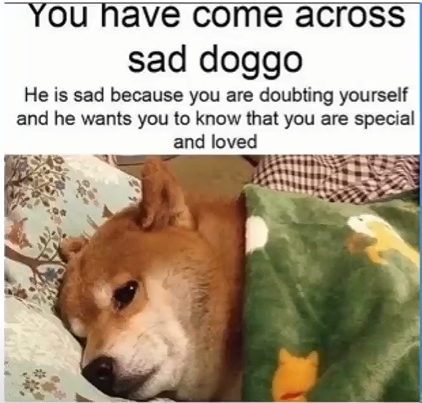 You have come across
sad doggo
He is sad because you are doubting yourself
and he wants you to know that you are special
and loved